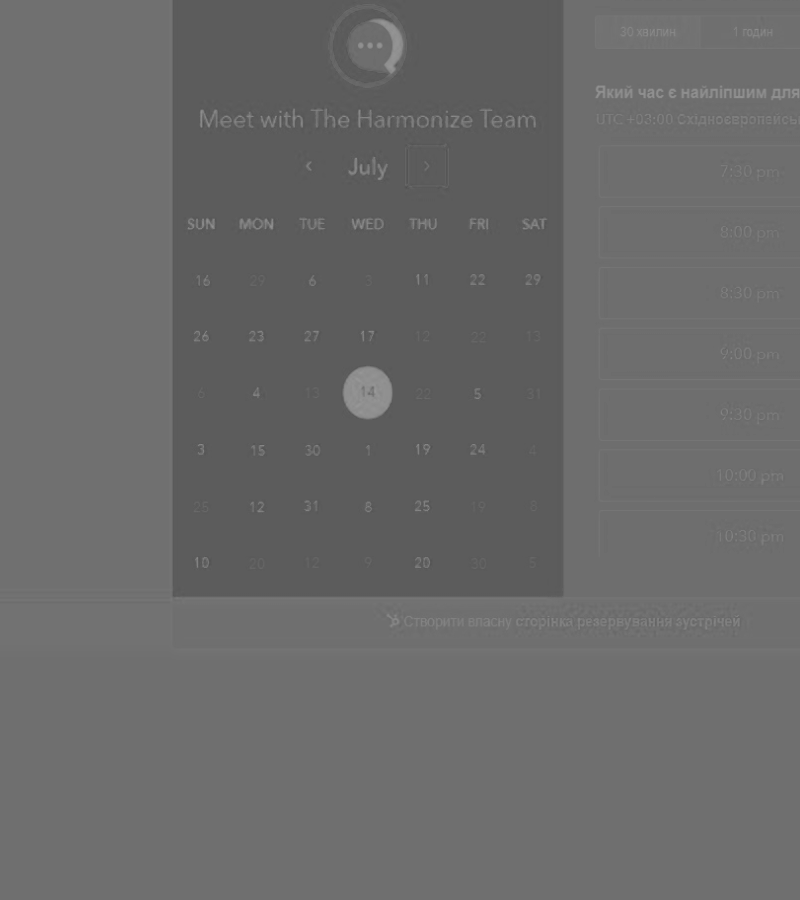 30 хвилин 1 годин
Meet with The Harmonize Team
Який час є найліпшим для
UTC +03:00 Східноєвропейськ
‹ July ›
SUN MON TUE WED THU FRI SAT
16 29 6 3 11 22 29
26 23 27 17 12 22 13
6 4 13 14 22 5 31
3 15 30 1 19 24 4
25 12 31 8 25 19 6
10 20 12 9 20 30 5
7:30 pm
8:00 pm
8:30 pm
9:00 pm
9:30 pm
10:00 pm
10:30 pm
Створити власну сторінка резервування зустрічей